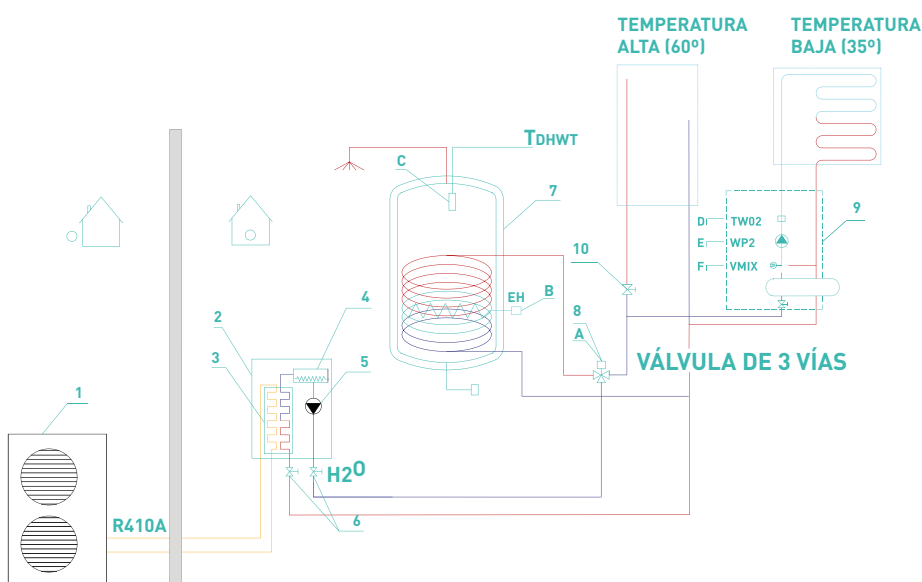 TEMPERATURA
ALTA (60º)
TEMPERATURA
BAJA (35º)
TDHWT
C
7
D
TW02
9
E
WP2
F
VMIX
10
EH
B
8
A
VÁLVULA DE 3 VÍAS
4
2
3
5
1
H2O
R410A
6